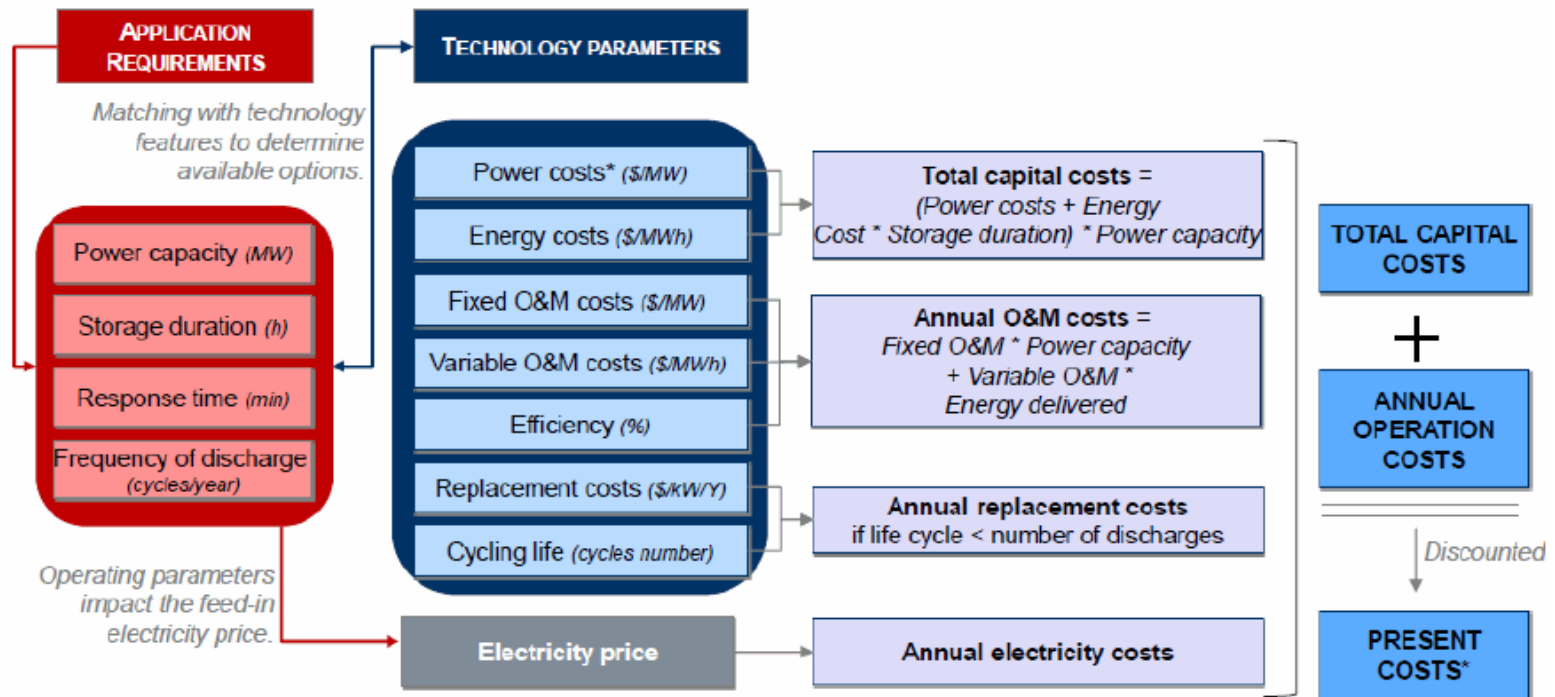 APPLICATION
REQUIREMENTS
TECHNOLOGY PARAMETERS
Matching with technology
features to determine
available options.
Power capacity (MW)
Storage duration (h)
Response time (min)
Frequency of discharge
(cycles/year)
Operating parameters
impact the feed-in
electricity price.
Power costs* ($/MW)
Energy costs ($/MWh)
Fixed O&M costs ($/MW)
Variable O&M costs ($/MWh)
Efficiency (%)
Replacement costs ($/kW/Y)
Cycling life (cycles number)
Electricity price
Total capital costs =
(Power costs + Energy
Cost * Storage duration) * Power capacity
Annual O&M costs =
Fixed O&M * Power capacity
+ Variable O&M *
Energy delivered
Annual replacement costs
if life cycle < number of discharges
Annual electricity costs
TOTAL CAPITAL
COSTS
+
ANNUAL
OPERATION
COSTS
Discounted
PRESENT
COSTS*